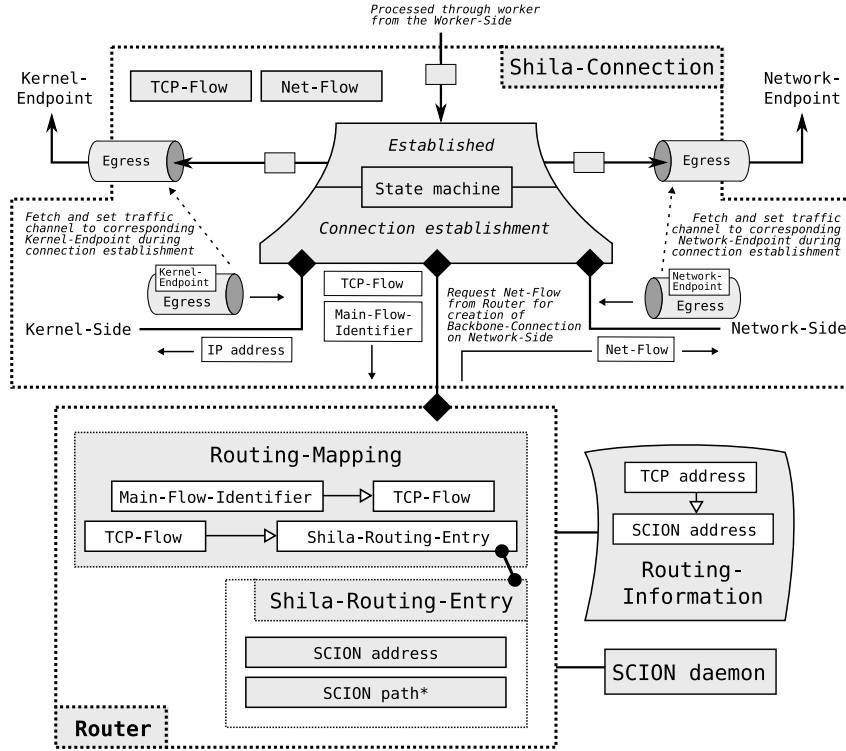 Processed through worker
from the Worker-Side
Shila-Connection
Kernel-
Endpoint
TCP-Flow
Net-Flow
Network-
Endpoint
Egress
Established
Egress
State machine
Connection establishment
Fetch and set traffic
channel to corresponding
Kernel-Endpoint during
connection establishment
Fetch and set traffic
channel to corresponding
Network-Endpoint during
connection establishment
Kernel-
Endpoint
Egress
TCP-Flow
Main-Flow-
Identifier
Request Net-Flow
from Router for
creation of
Backbone-Connection
on Network-Side
Network-
Endpoint
Egress
Kernel-Side
Network-Side
IP address
Net-Flow
Routing-Mapping
Main-Flow-Identifier
TCP-Flow
TCP-Flow
Shila-Routing-Entry
TCP address
SCION address
Routing-
Information
Shila-Routing-Entry
SCION address
SCION path*
SCION daemon
Router